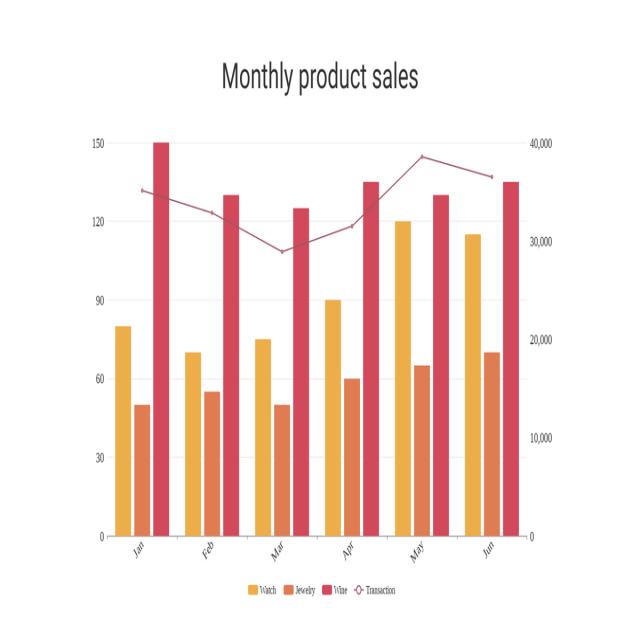 Monthly product sales
150
120
90
60
30
0
40,000
30,000
20,000
10,000
0
Jan
Feb
Mar
Apr
May
Jun
Watch
Jewelry
Wine
Transaction